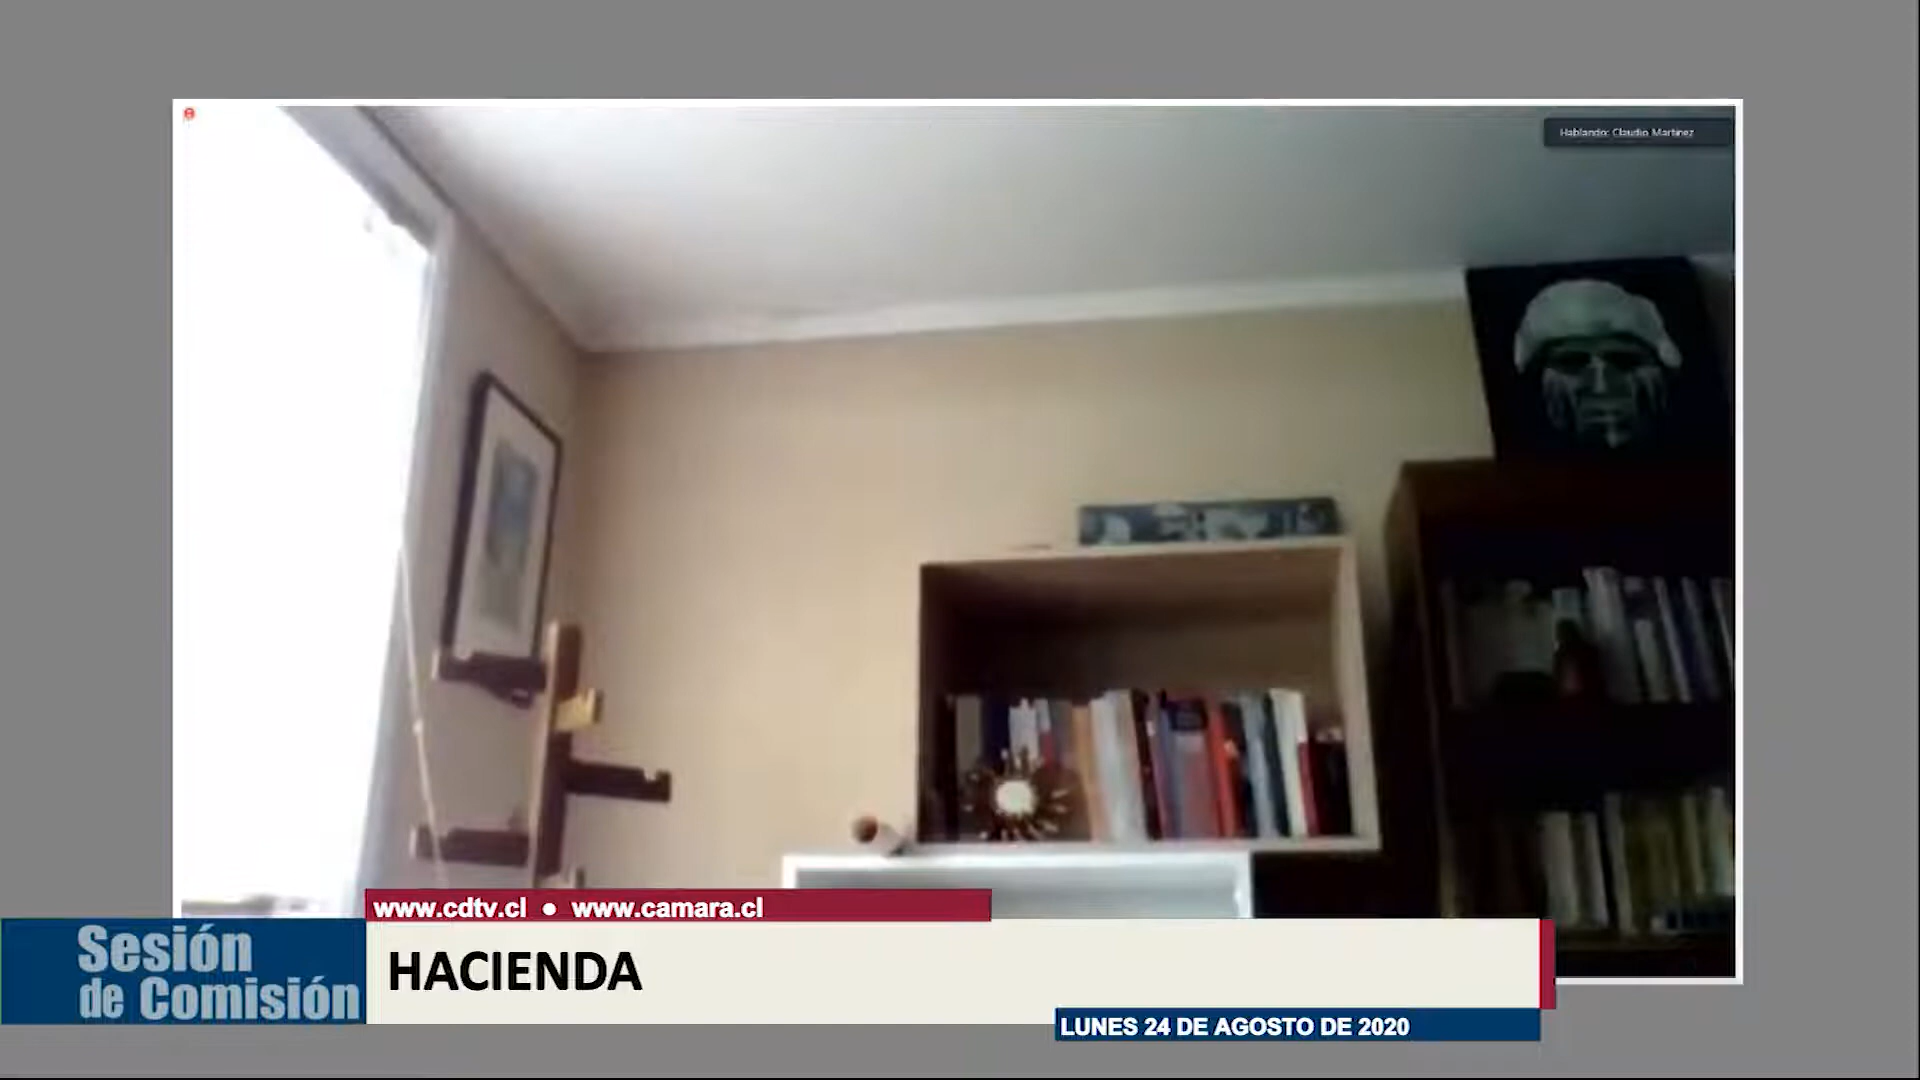 Hablando: Claudio Martinez
www.cdtv.cl • www.camara.cl
Sesión
de Comisión
HACIENDA
LUNES 24 DE AGOSTO DE 2020